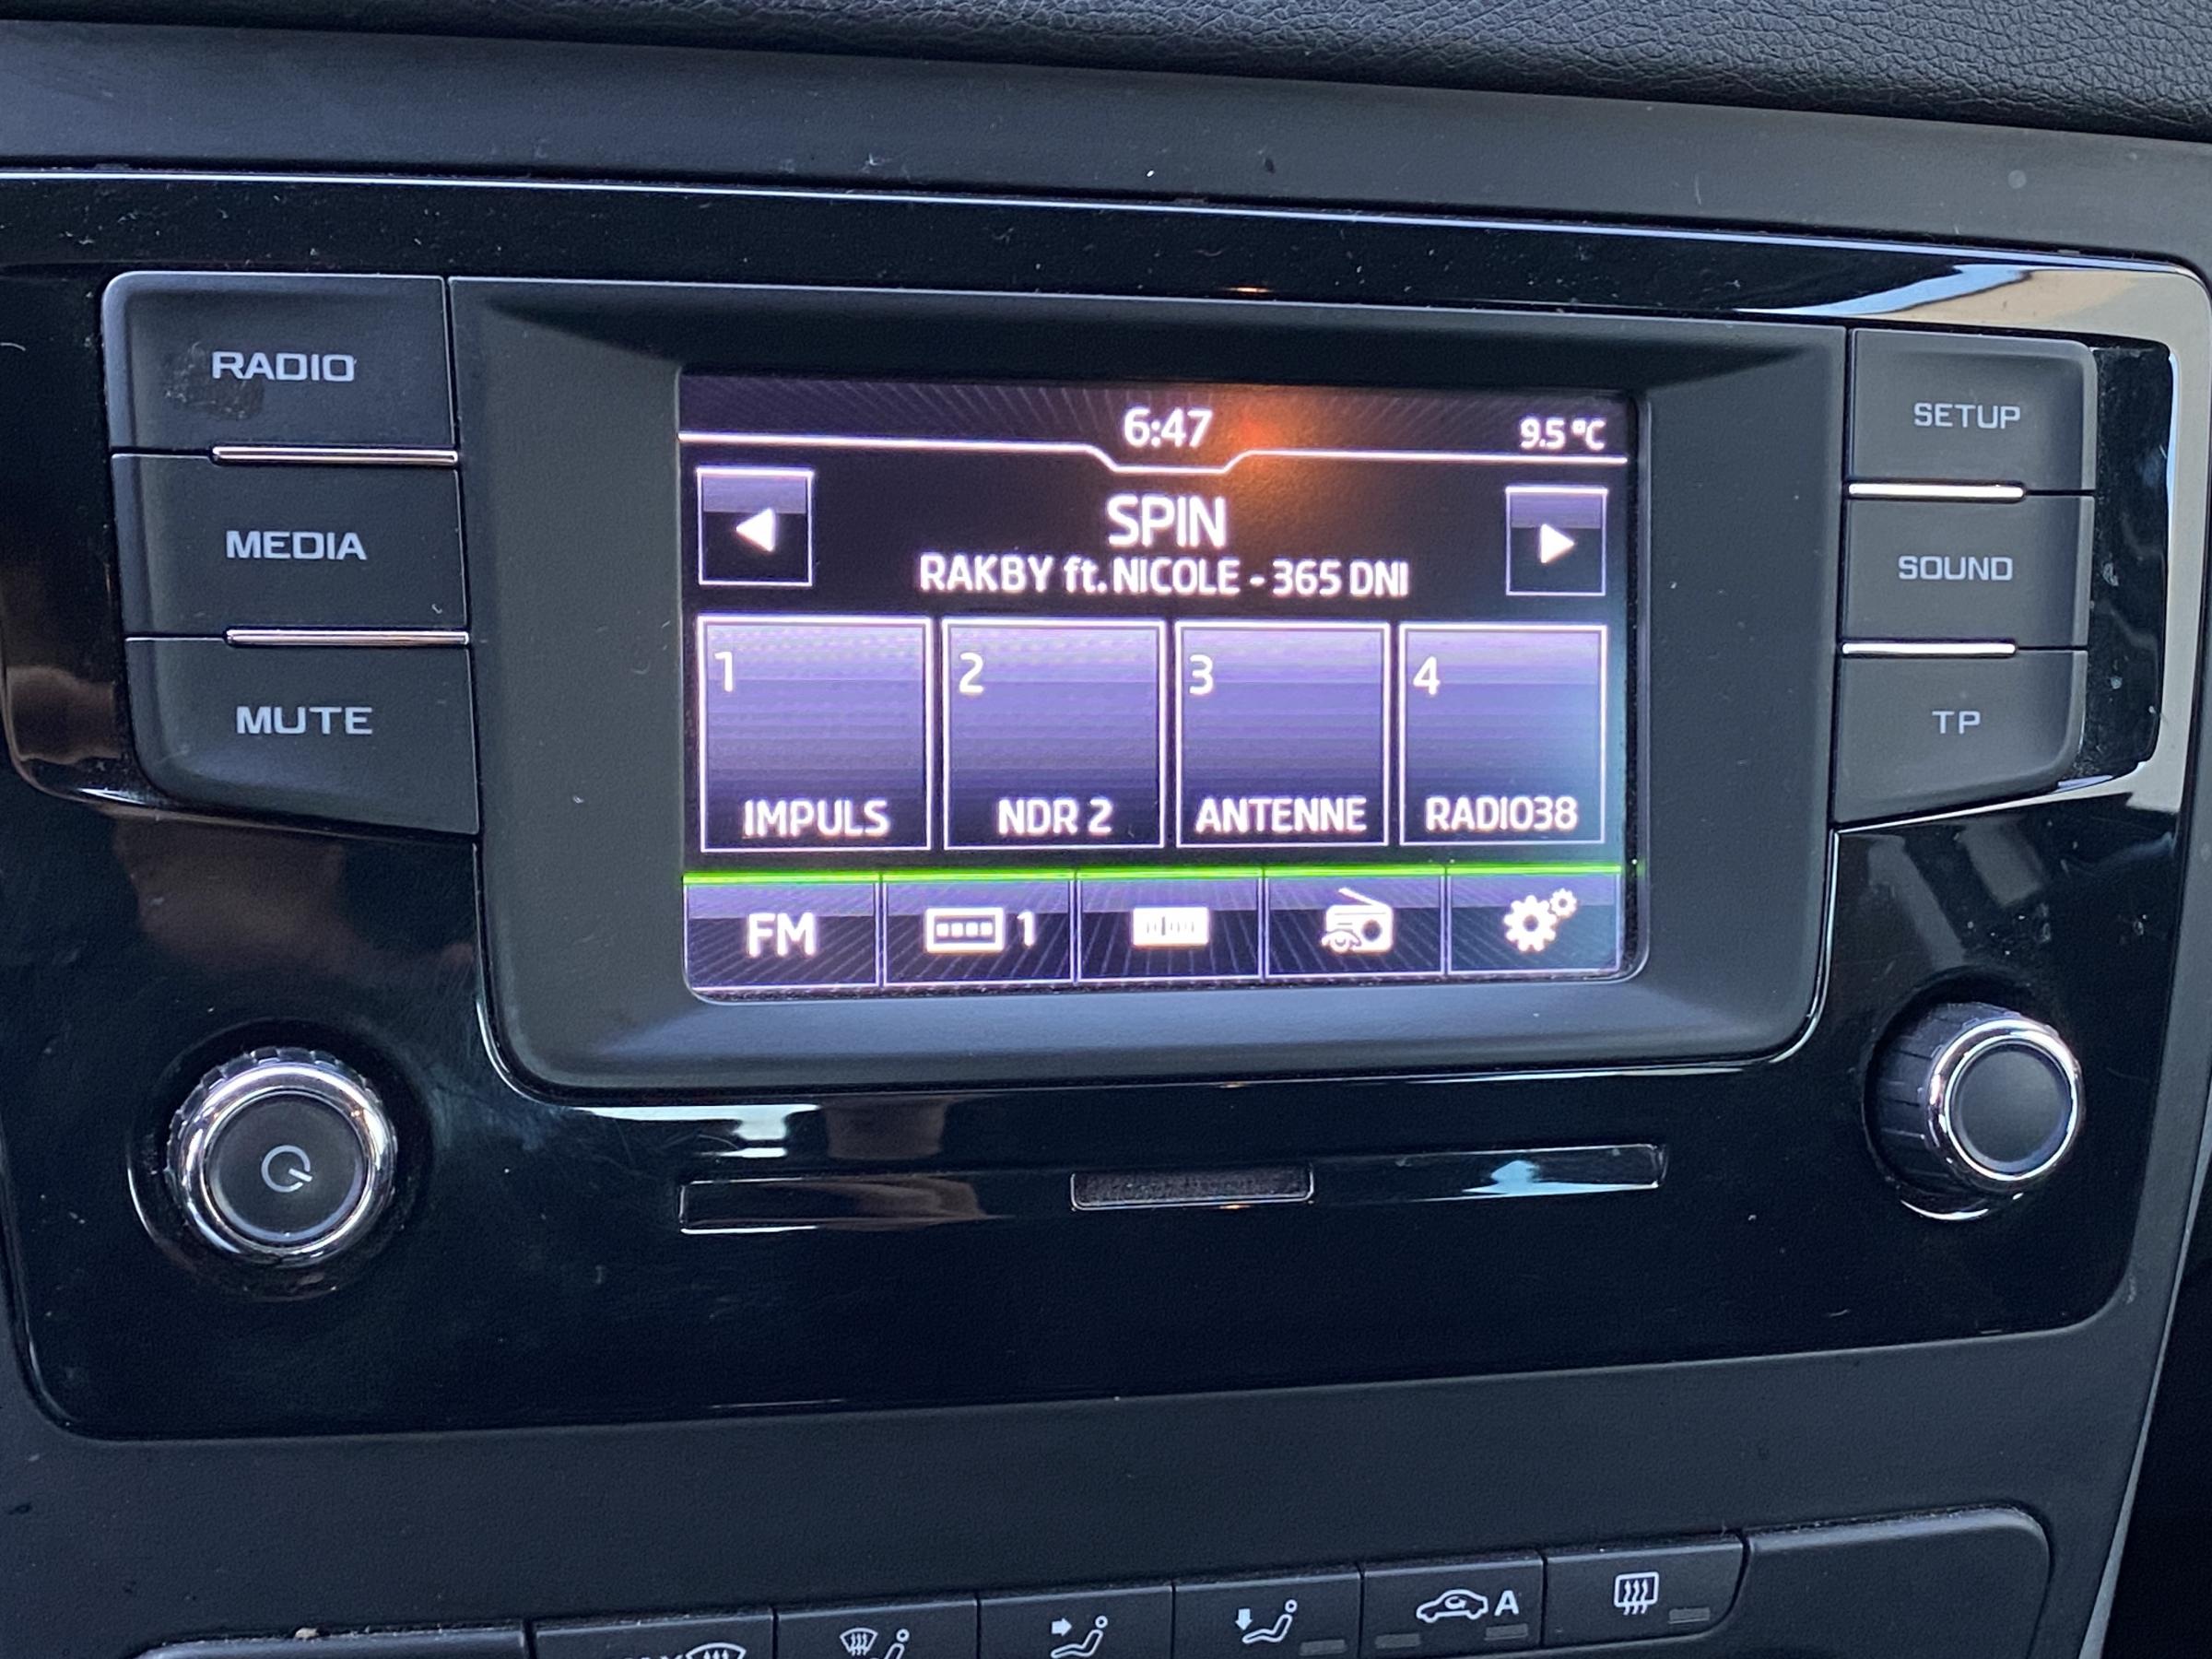 RADIO
MEDIA
MUTE
6:47
9.5 °C
SPIN
RAKBY ft. NICOLE - 365 DNI
1
2
3
4
IMPULS
NDR 2
ANTENNE
RADIO38
FM
1
SETUP
SOUND
TP
A